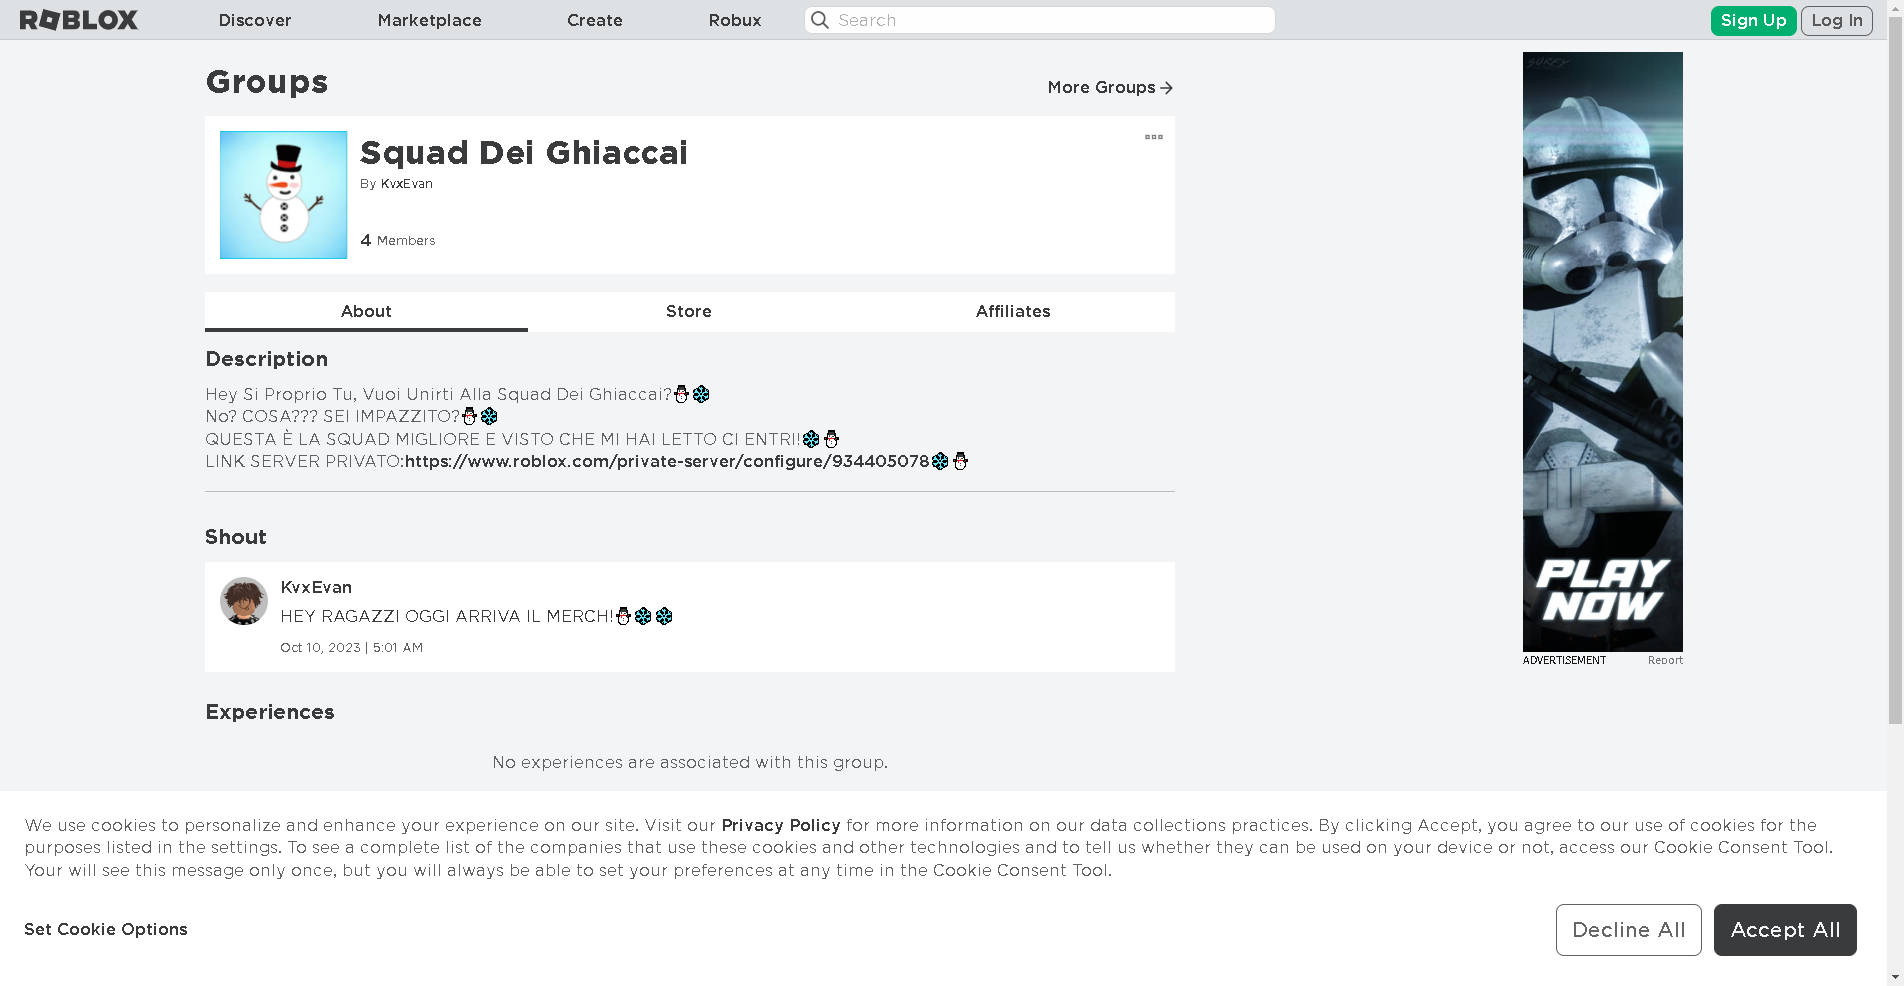 ROBLOX Discover Marketplace Create Robux Search Sign Up Log In
Groups
More Groups
Squad Dei Ghiaccai
By KvxEvan
4 Members
About Store Affiliates
Description
Hey Si Proprio Tu, Vuoi Unirti Alla Squad Dei Ghiaccai?☃❄
No? COSA??? SEI IMPAZZITO?☃❄
QUESTA È LA SQUAD MIGLIORE E VISTO CHE MI HAI LETTO CI ENTRI!❄☃
LINK SERVER PRIVATO:https://www.roblox.com/private-server/configure/934405078❄☃
Shout
KvxEvan
HEY RAGAZZI OGGI ARRIVA IL MERCH!☃❄❄
Oct 10, 2023 | 5:01 AM
Experiences
No experiences are associated with this group.
PLAY
NOW
ADVERTISEMENT Report
We use cookies to personalize and enhance your experience on our site. Visit our Privacy Policy for more information on our data collections practices. By clicking Accept, you agree to our use of cookies for the
purposes listed in the settings. To see a complete list of the companies that use these cookies and other technologies and to tell us whether they can be used on your device or not, access our Cookie Consent Tool.
Your will see this message only once, but you will always be able to set your preferences at any time in the Cookie Consent Tool.
Set Cookie Options
Decline All
Accept All